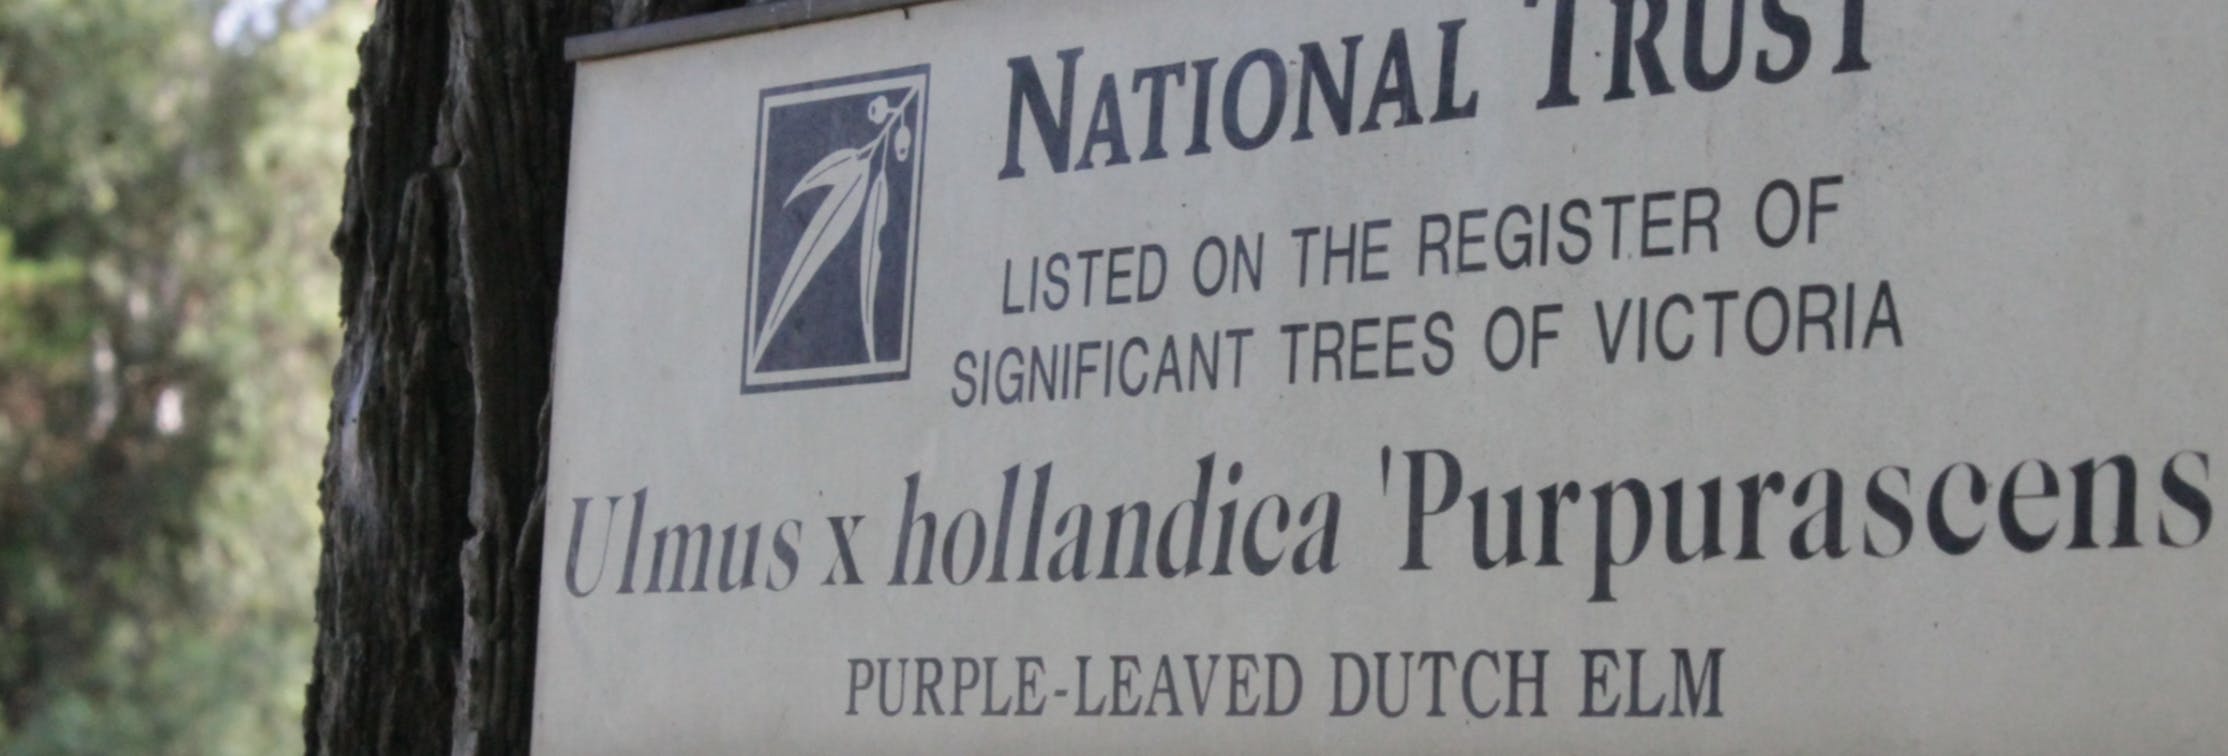 NATIONAL TRUST
LISTED ON THE REGISTER OF
SIGNIFICANT TREES OF VICTORIA
Ulmus x hollandica 'Purpurascens
PURPLE-LEAVED DUTCH ELM